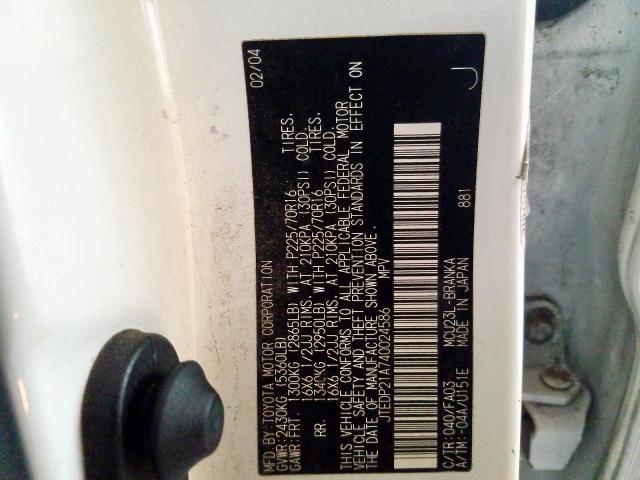 MFD.BY:TOYOTA MOTOR CORPORATION 02/04
GVWR:2430KG (5360LB)
GAWR:FRT. 1300KG (2865LB) WITH P225/70R16 TIRES.
16X6 1/2JJ RIMS, AT 210KPA (30PSI) COLD.
RR. 1340KG (2950LB) WITH P225/70R16 TIRES.
16X6 1/2JJ RIMS, AT 210KPA (30PSI) COLD.
THIS VEHICLE CONFORMS TO ALL APPLICABLE FEDERAL MOTOR
VEHICLE SAFETY AND THEFT PREVENTION STANDARDS IN EFFECT ON
THE DATE OF MANUFACTURE SHOWN ABOVE.
JTEDP21A740024586 MPV
C/TR:040/FA03 MCU23L-BRANKA 881
A/TM:-04A/U151E MADE IN JAPAN J